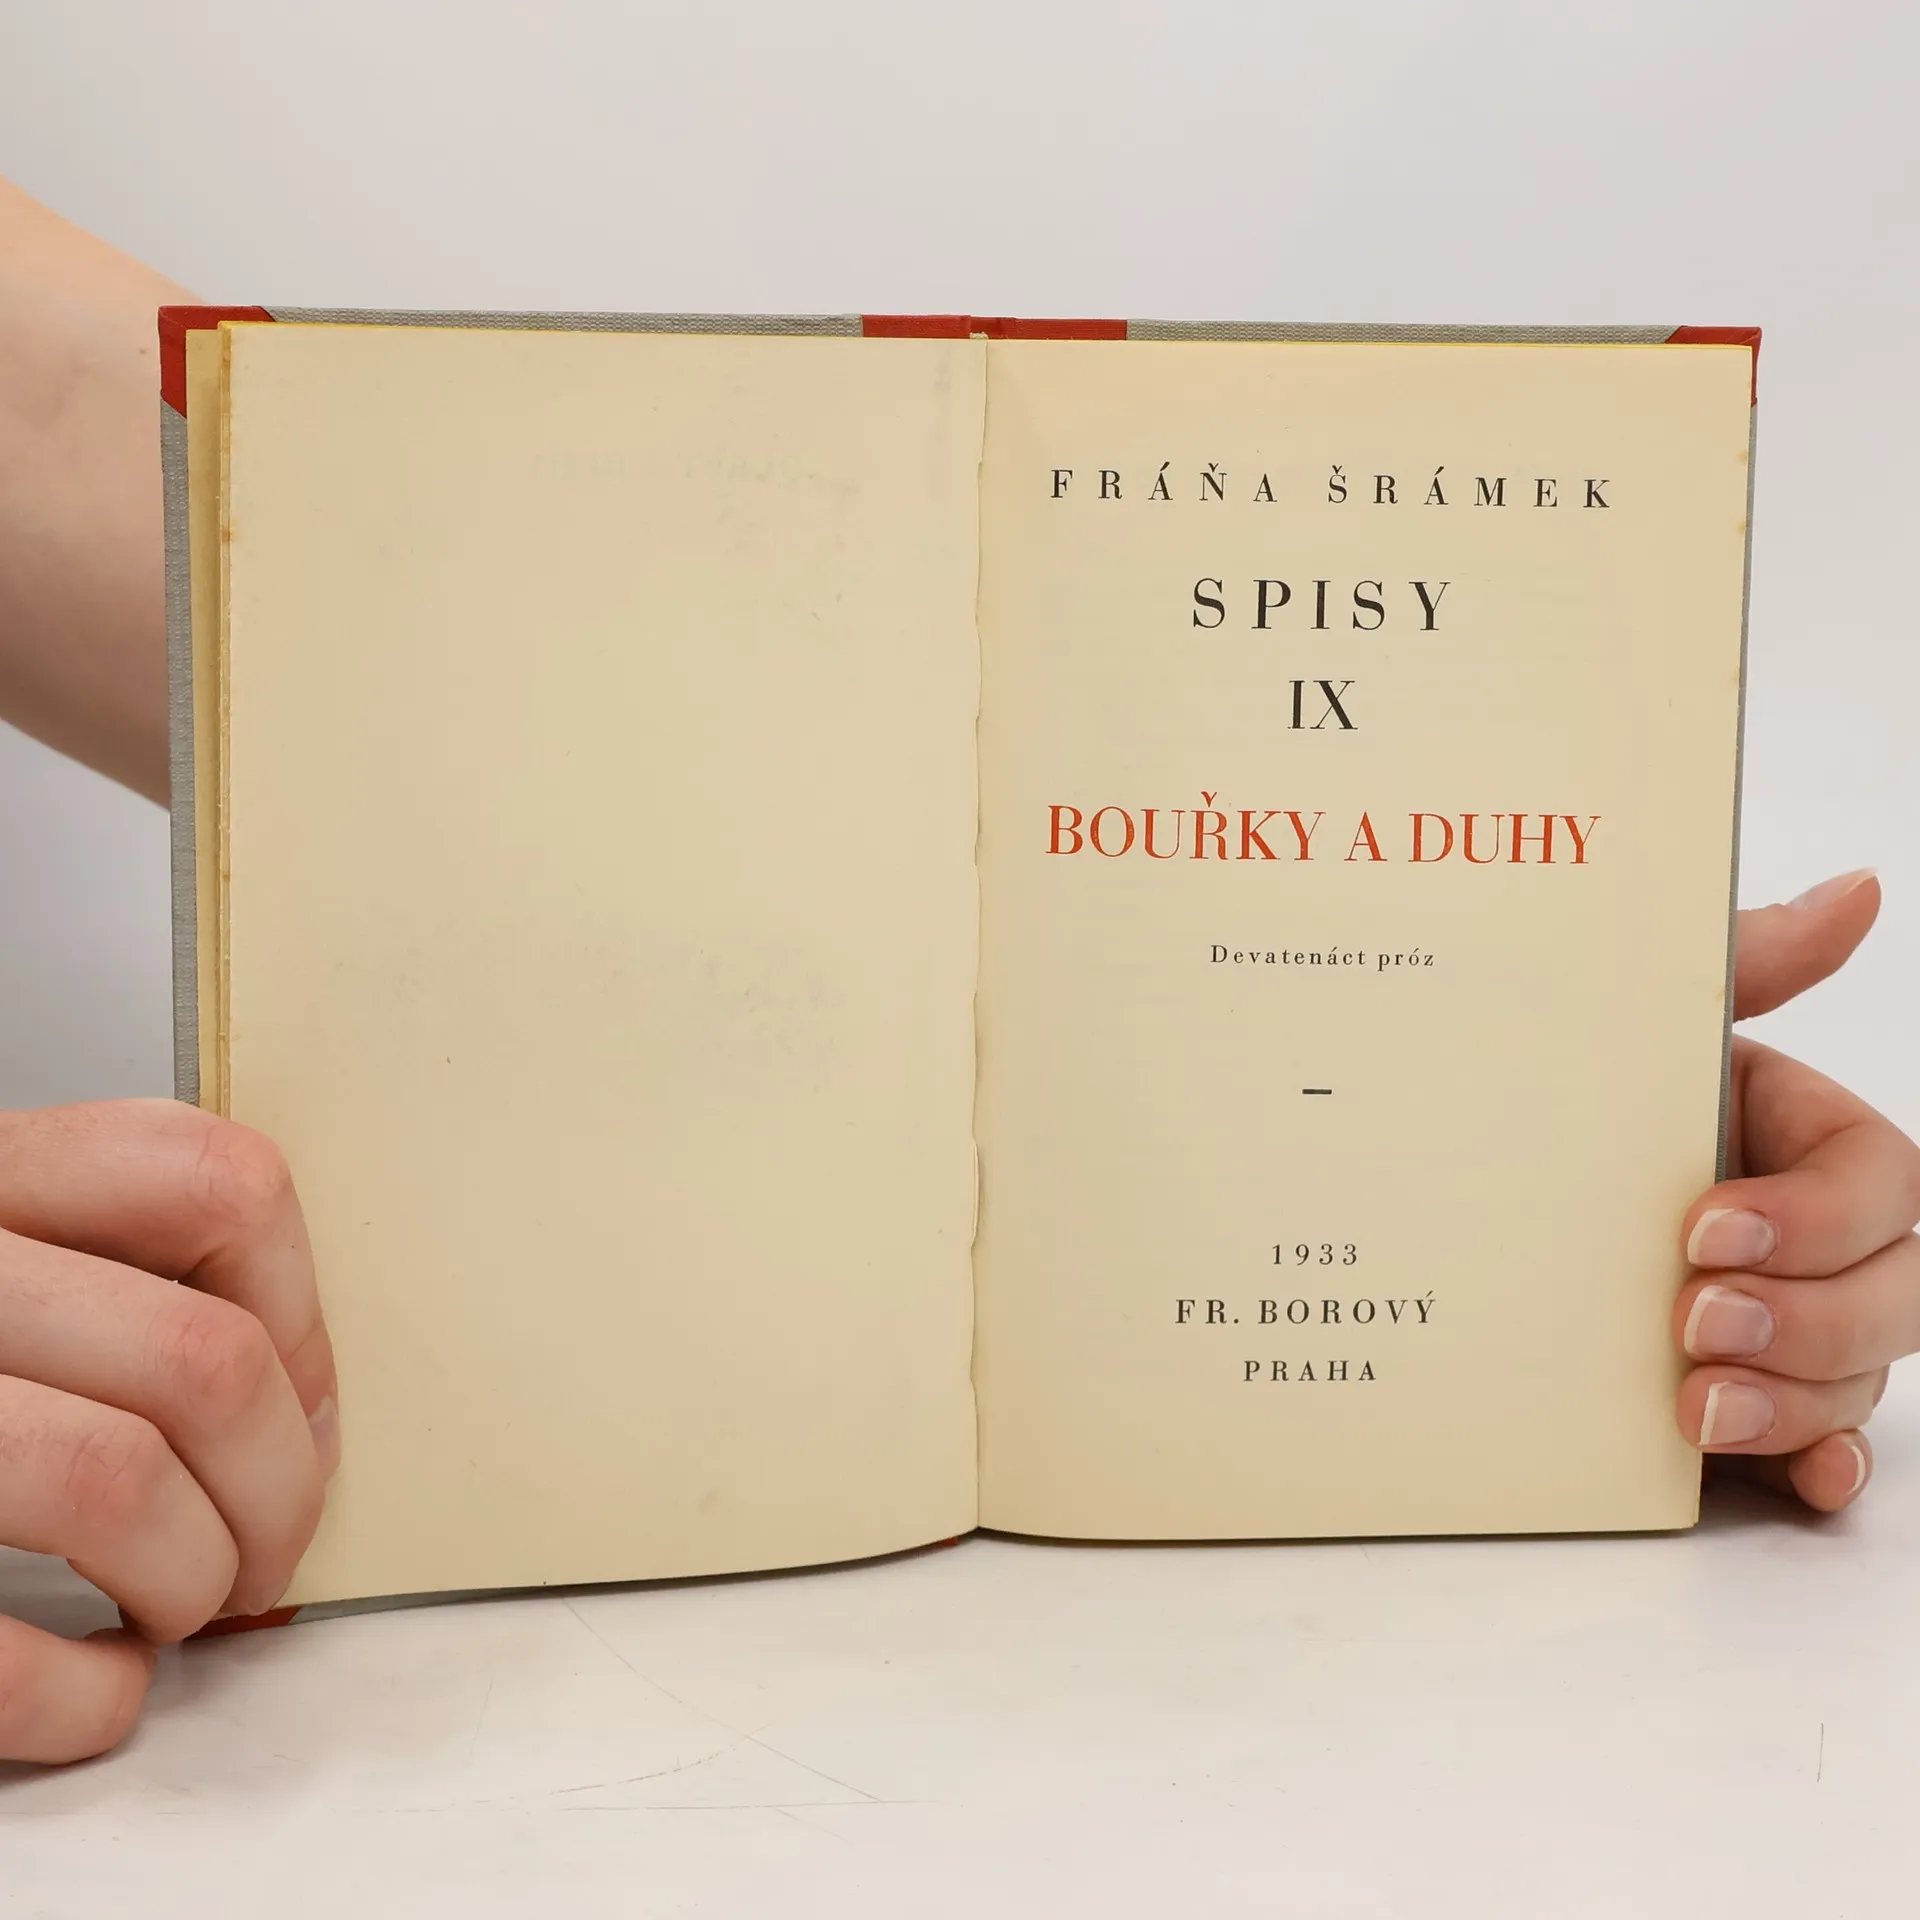 FRÁŇA ŠRÁMEK
SPISY
IX
BOUŘKY A DUHY
Devatenáct próz
—
1933
FR. BOROVÝ
PRAHA